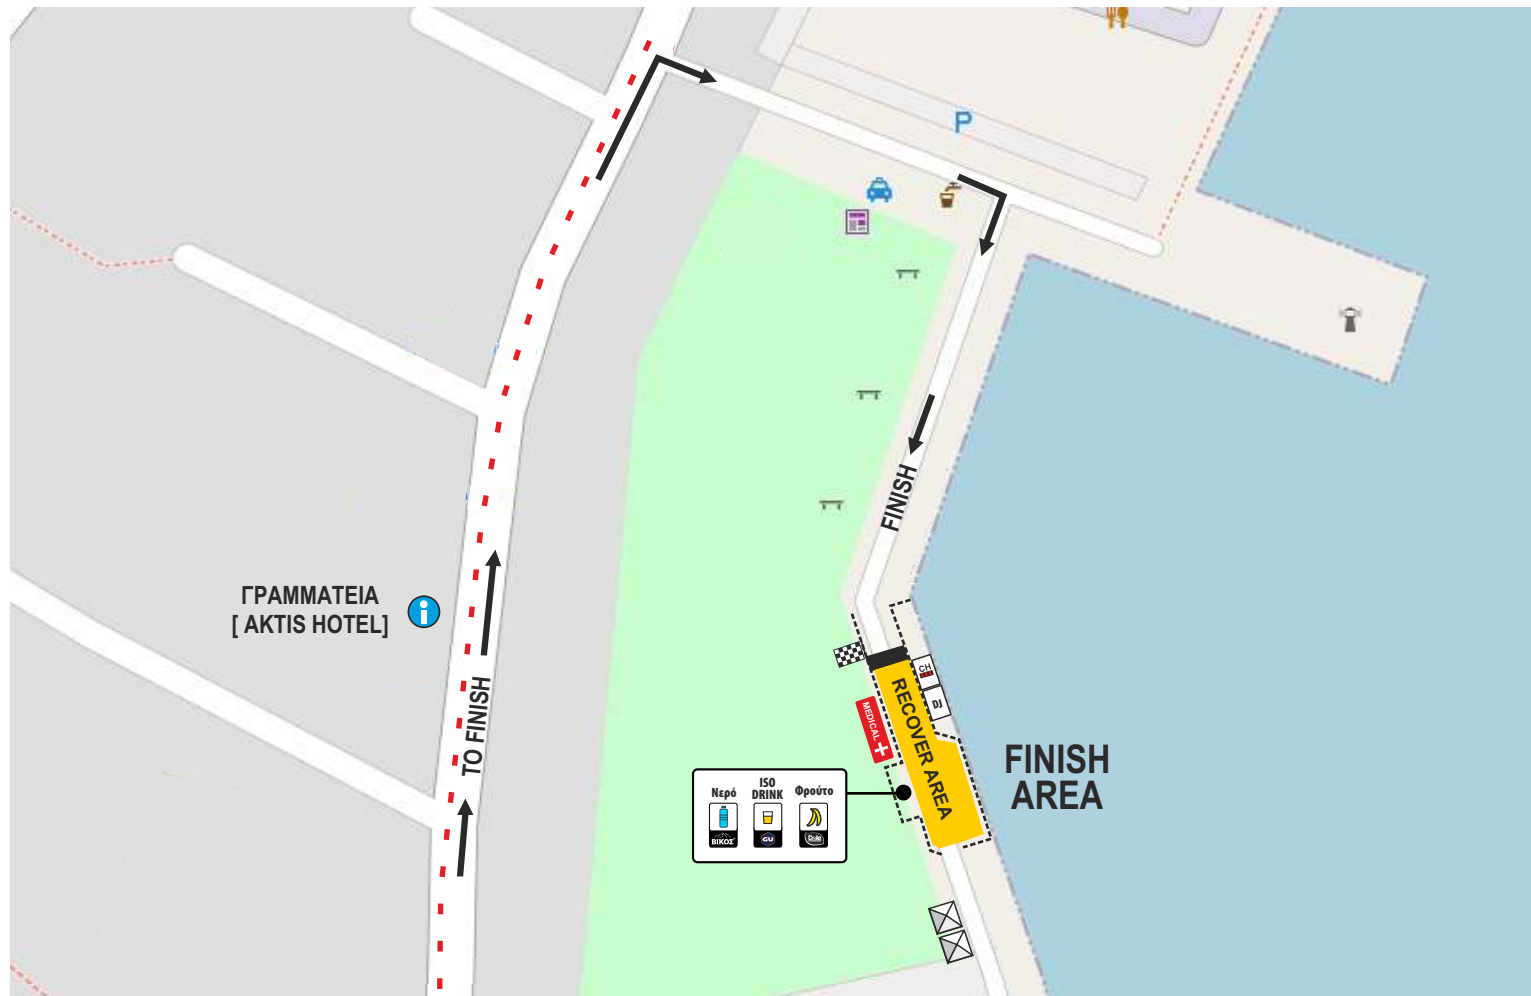 P
FINISH
ΓΡΑΜΜΑΤΕΙΑ
[ AKTIS HOTEL]
TO FINISH
CH
DJ
RECOVER AREA
MEDICAL
FINISH
AREA
Νερό
ISO
DRINK
Φρούτο
ΒΙΚΟΣ
GU
Dole